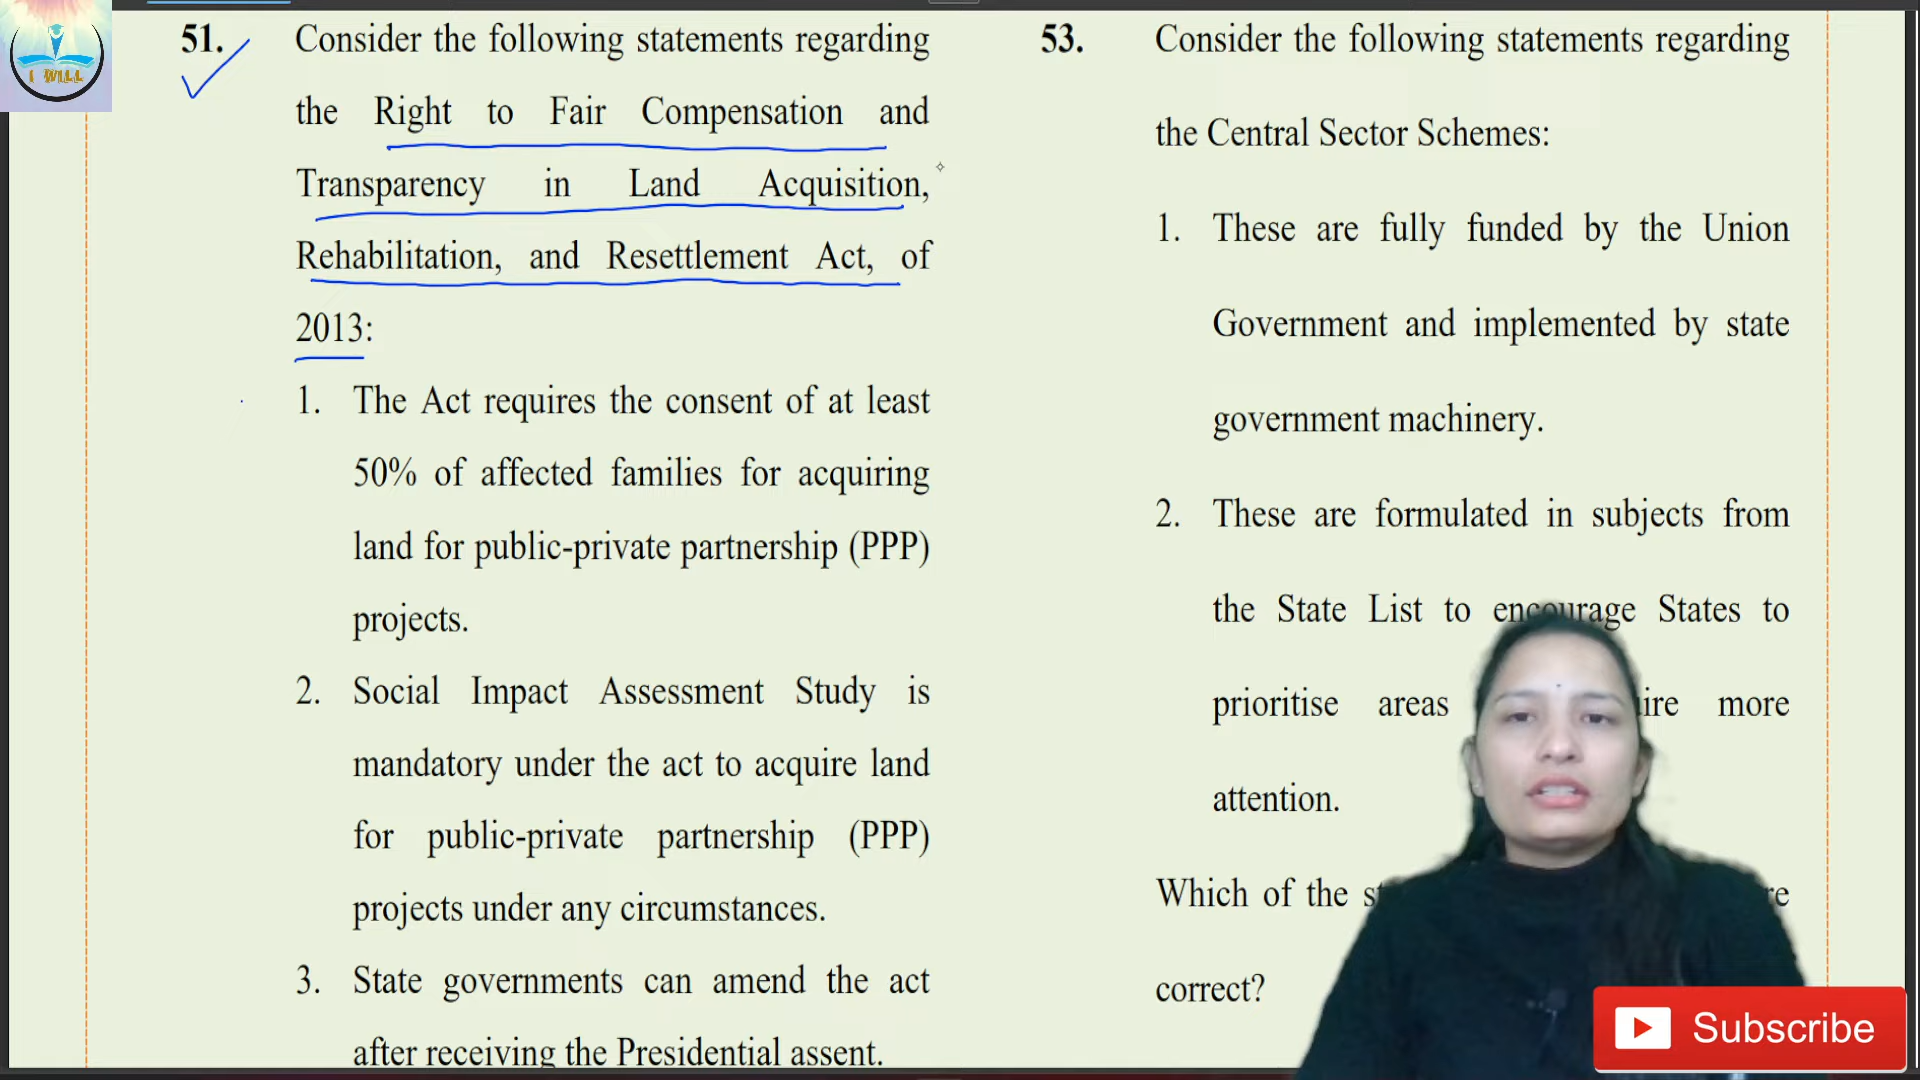 I WILL
51. Consider the following statements regarding
the Right to Fair Compensation and
Transparency in Land Acquisition,
Rehabilitation, and Resettlement Act, of
2013:
1. The Act requires the consent of at least
50% of affected families for acquiring
land for public-private partnership (PPP)
projects.
2. Social Impact Assessment Study is
mandatory under the act to acquire land
for public-private partnership (PPP)
projects under any circumstances.
3. State governments can amend the act
after receiving the Presidential assent.
53. Consider the following statements regarding
the Central Sector Schemes:
1. These are fully funded by the Union
Government and implemented by state
government machinery.
2. These are formulated in subjects from
the State List to encourage States to
prioritise areas more
attention.
Which of the
correct?
Subscribe